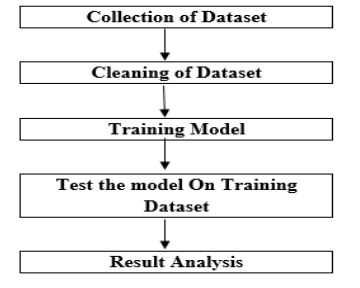 Collection of Dataset
Cleaning of Dataset
Training Model
Test the model On Training
Dataset
Result Analysis